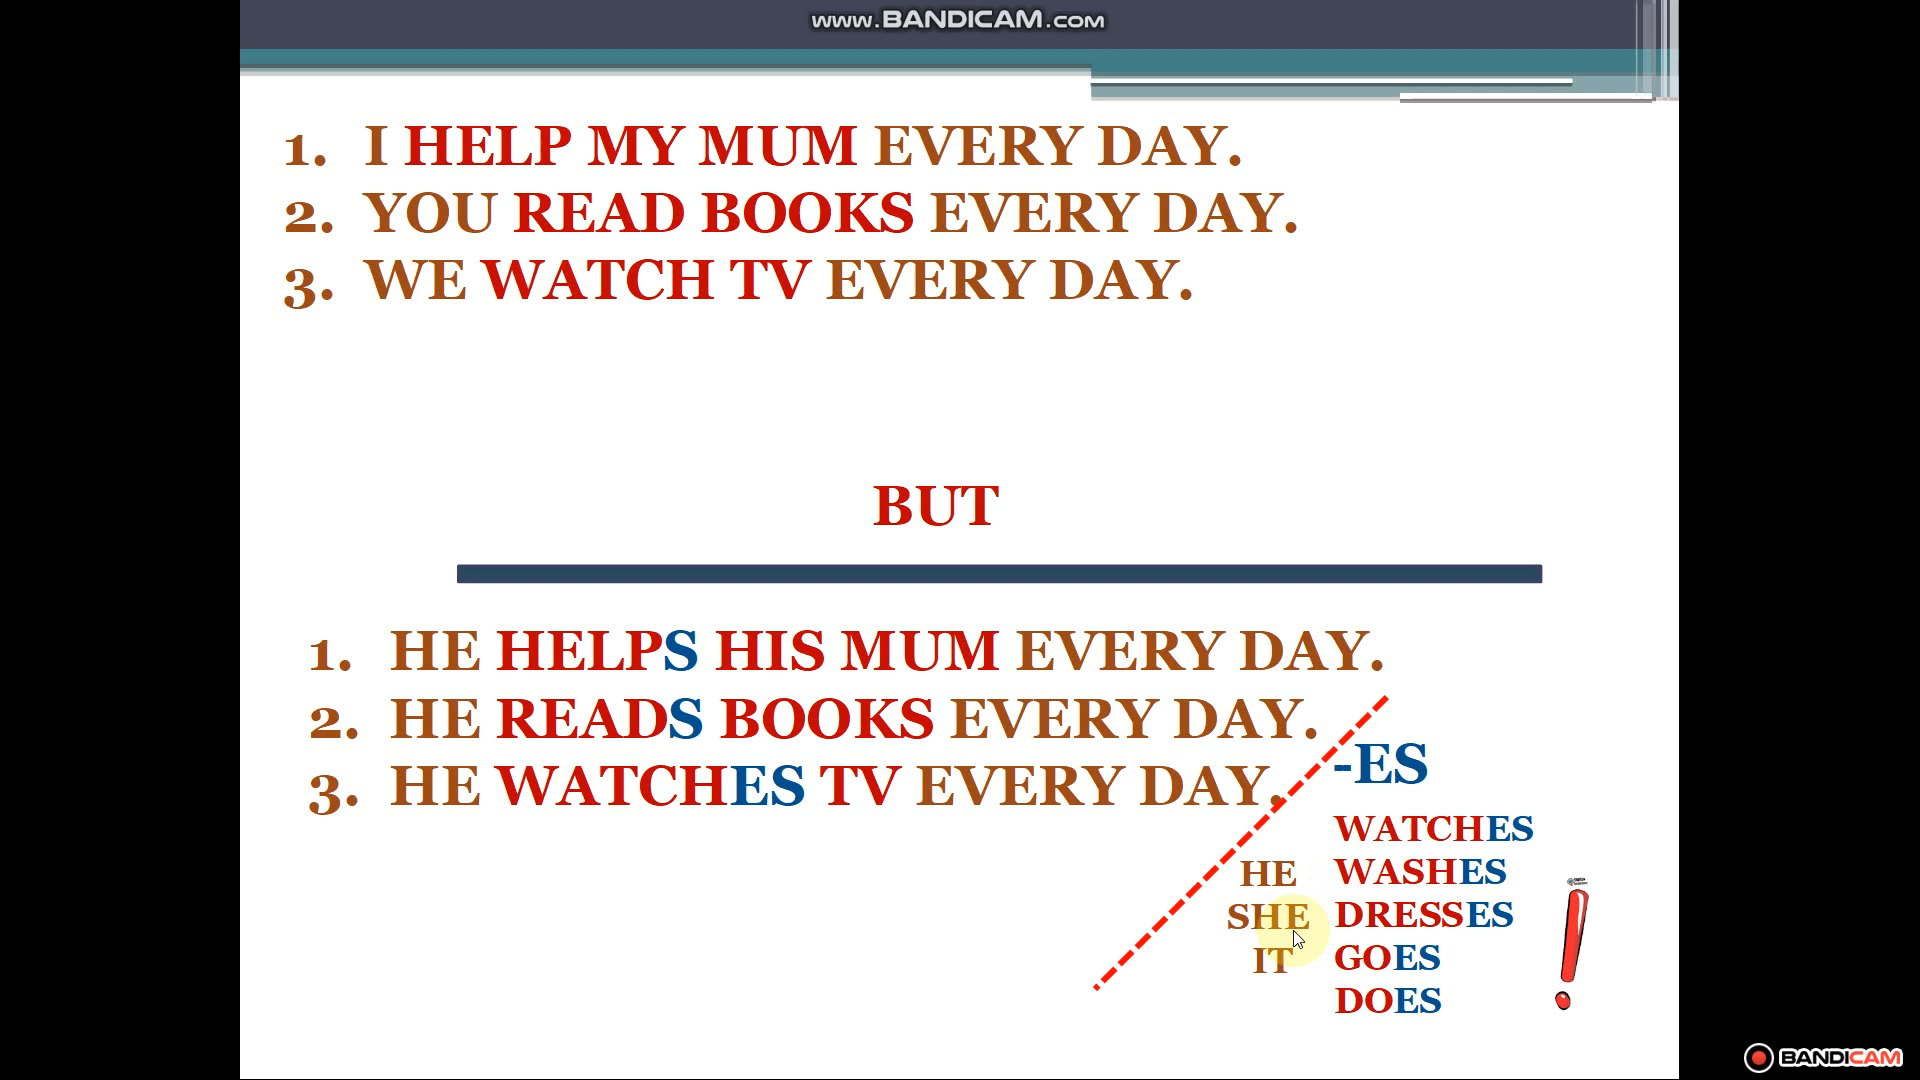 www.BANDICAM.com
1. I HELP MY MUM EVERY DAY.
2. YOU READ BOOKS EVERY DAY.
3. WE WATCH TV EVERY DAY.
BUT
1. HE HELPS HIS MUM EVERY DAY.
2. HE READS BOOKS EVERY DAY.
3. HE WATCHES TV EVERY DAY.
-ES
HE
SHE
IT
WATCHES
WASHES
DRESSES
GOES
DOES
BANDICAM